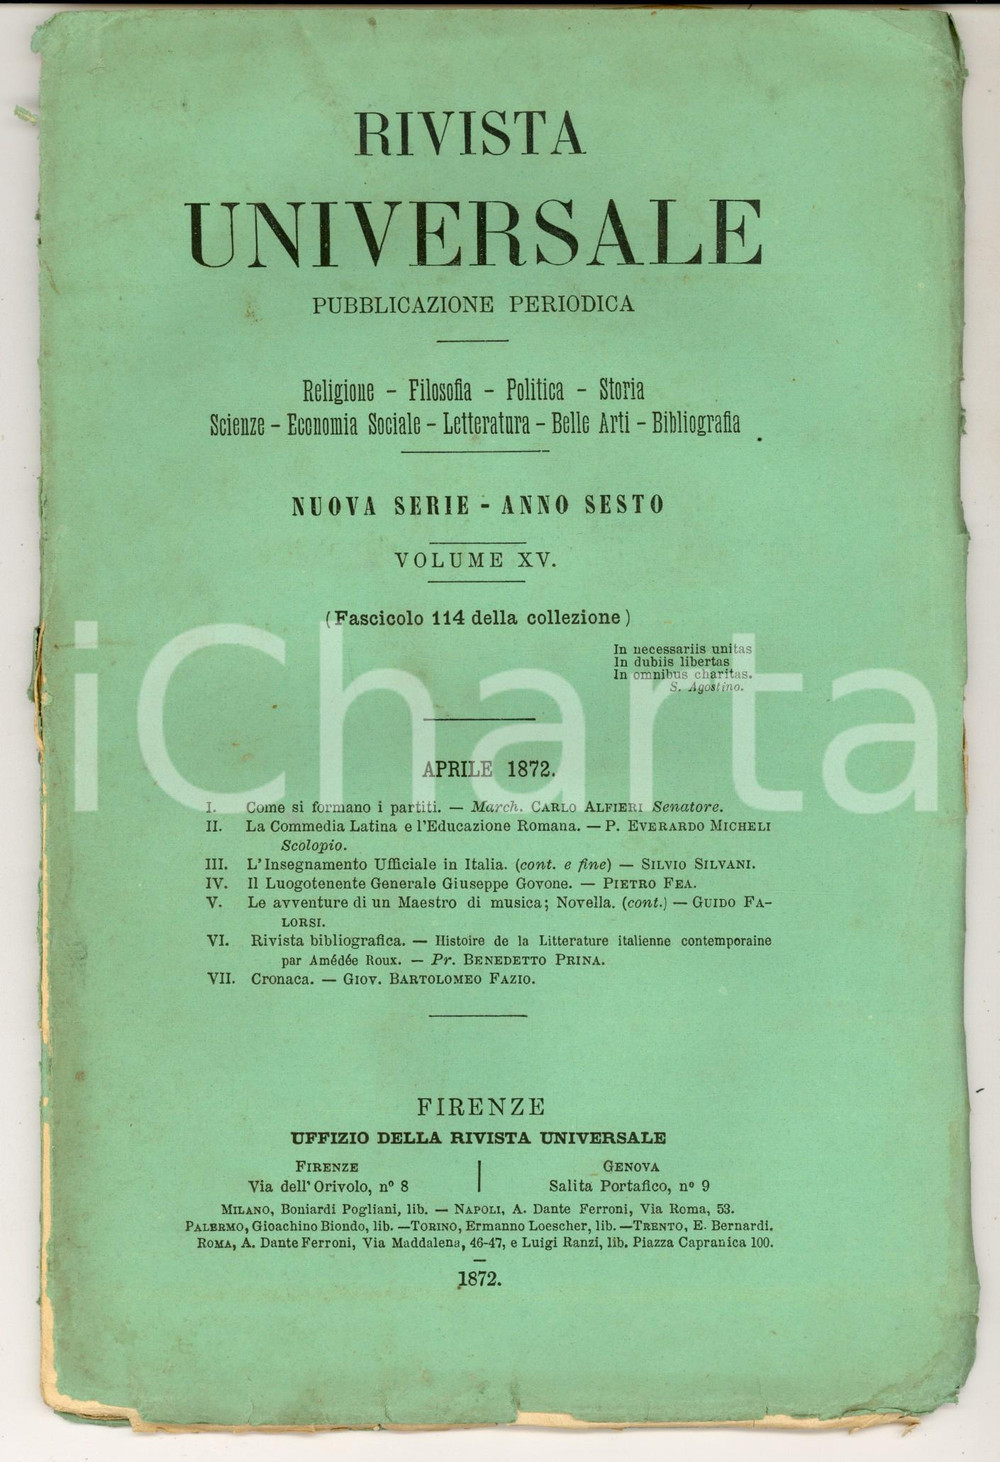 RIVISTA
UNIVERSALE
PUBBLICAZIONE PERIODICA
Religione – Filosofia – Politica – Storia
Scienze – Economia Sociale – Letteratura – Belle Arti – Bibliografia
NUOVA SERIE - ANNO SESTO
VOLUME XV.
(Fascicolo 114 della collezione)
In necessariis unitas
In dubiis libertas
In omnibus charitas.
S. Agostino.
iCharta
APRILE 1872.
I. Come si formano i partiti. — March. CARLO ALFIERI Senatore.
II. La Commedia Latina e l'Educazione Romana. — P. EVERARDO MICHELI
Scolopio.
III. L'Insegnamento Ufficiale in Italia. (cont. e fine) — SILVIO SILVANI.
IV. Il Luogotenente Generale Giuseppe Govone. — PIETRO FEA.
V. Le avventure di un Maestro di musica; Novella. (cont.) — GUIDO FA-
LORSI.
VI. Rivista bibliografica. — Histoire de la Litterature italienne contemporaine
par Amédée Roux. — Pr. BENEDETTO PRINA.
VII. Cronaca. — GIOV. BARTOLOMEO FAZIO.
FIRENZE
UFFIZIO DELLA RIVISTA UNIVERSALE
FIRENZE GENOVA
Via dell' Orivolo, nº 8 Salita Portafico, nº 9
MILANO, Boniardi Pogliani, lib. — NAPOLI, A. Dante Ferroni, Via Roma, 53.
PALERMO, Gioachino Biondo, lib. —TORINO, Ermanno Loescher, lib. —TRENTO, E. Bernardi.
ROMA, A. Dante Ferroni, Via Maddalena, 46-47, e Luigi Ranzi, lib. Piazza Capranica 100.
1872.